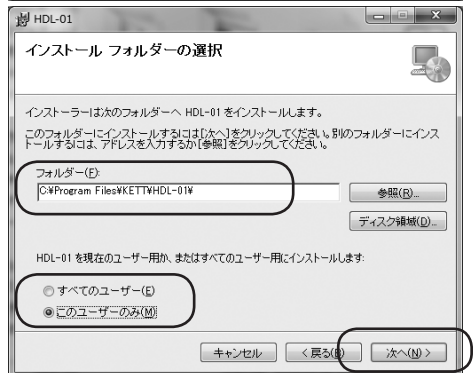 HDL-01
インストール フォルダーの選択
インストーラーは次のフォルダーへ HDL-01 をインストールします。
このフォルダーにインストールするには[次へ]をクリックしてください。別のフォルダーにインス
トールするには、アドレスを入力するか[参照]をクリックしてください。
フォルダー(F):
C:¥Program Files¥KETT¥HDL-01¥
参照(R)...
ディスク領域(D)...
HDL-01 を現在のユーザー用か、またはすべてのユーザー用にインストールします:
すべてのユーザー(E)
このユーザーのみ(M)
キャンセル
< 戻る(B)
次へ(N) >